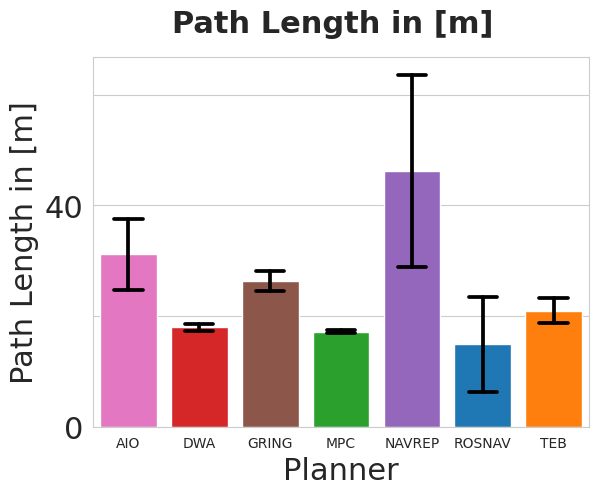 Path Length in [m]
Path Length in [m]
40
0
AIO DWA GRING MPC NAVREP ROSNAV TEB
Planner